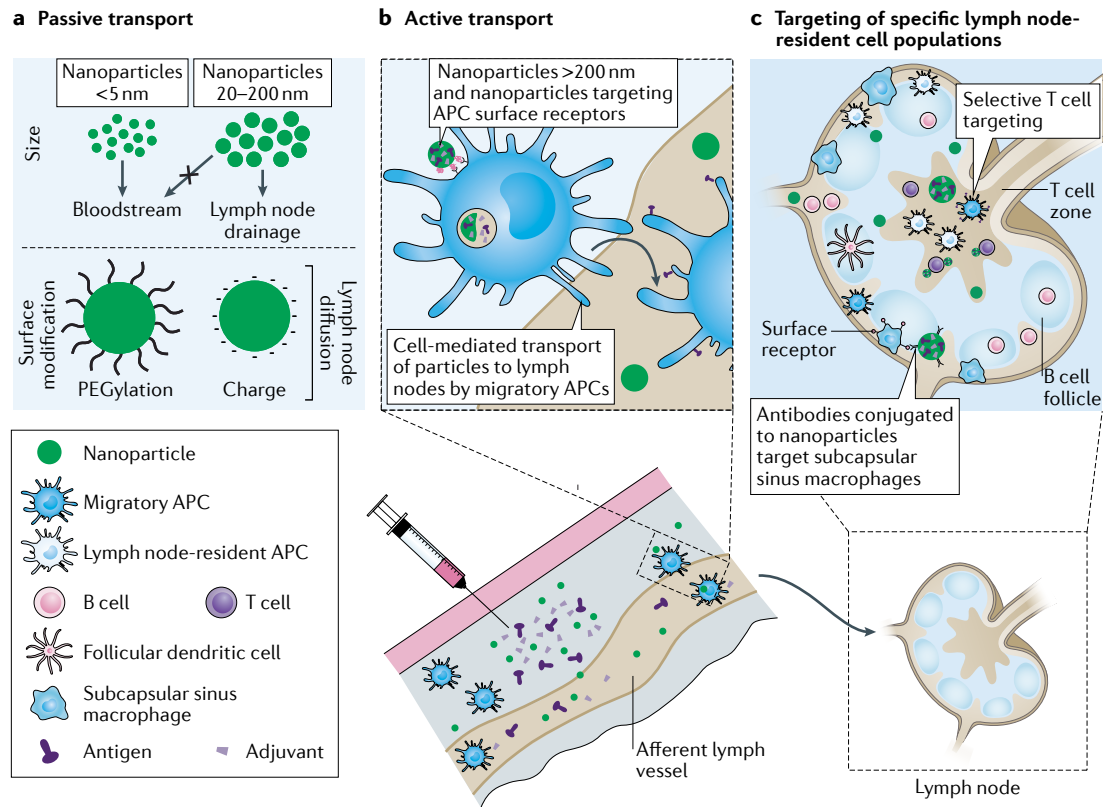 a Passive transport
Nanoparticles
<5 nm
Nanoparticles
20–200 nm
Size
Bloodstream
Lymph node
drainage
Surface
modification
PEGylation
Charge
Lymph node
diffusion
b Active transport
Nanoparticles >200 nm
and nanoparticles targeting
APC surface receptors
Cell-mediated transport
of particles to lymph
nodes by migratory APCs
c Targeting of specific lymph node-
resident cell populations
Selective T cell
targeting
T cell
zone
Surface
receptor
B cell
follicle
Antibodies conjugated
to nanoparticles
target subcapsular
sinus macrophages
Nanoparticle
Migratory APC
Lymph node-resident APC
B cell
T cell
Follicular dendritic cell
Subcapsular sinus
macrophage
Antigen
Adjuvant
Afferent lymph
vessel
Lymph node